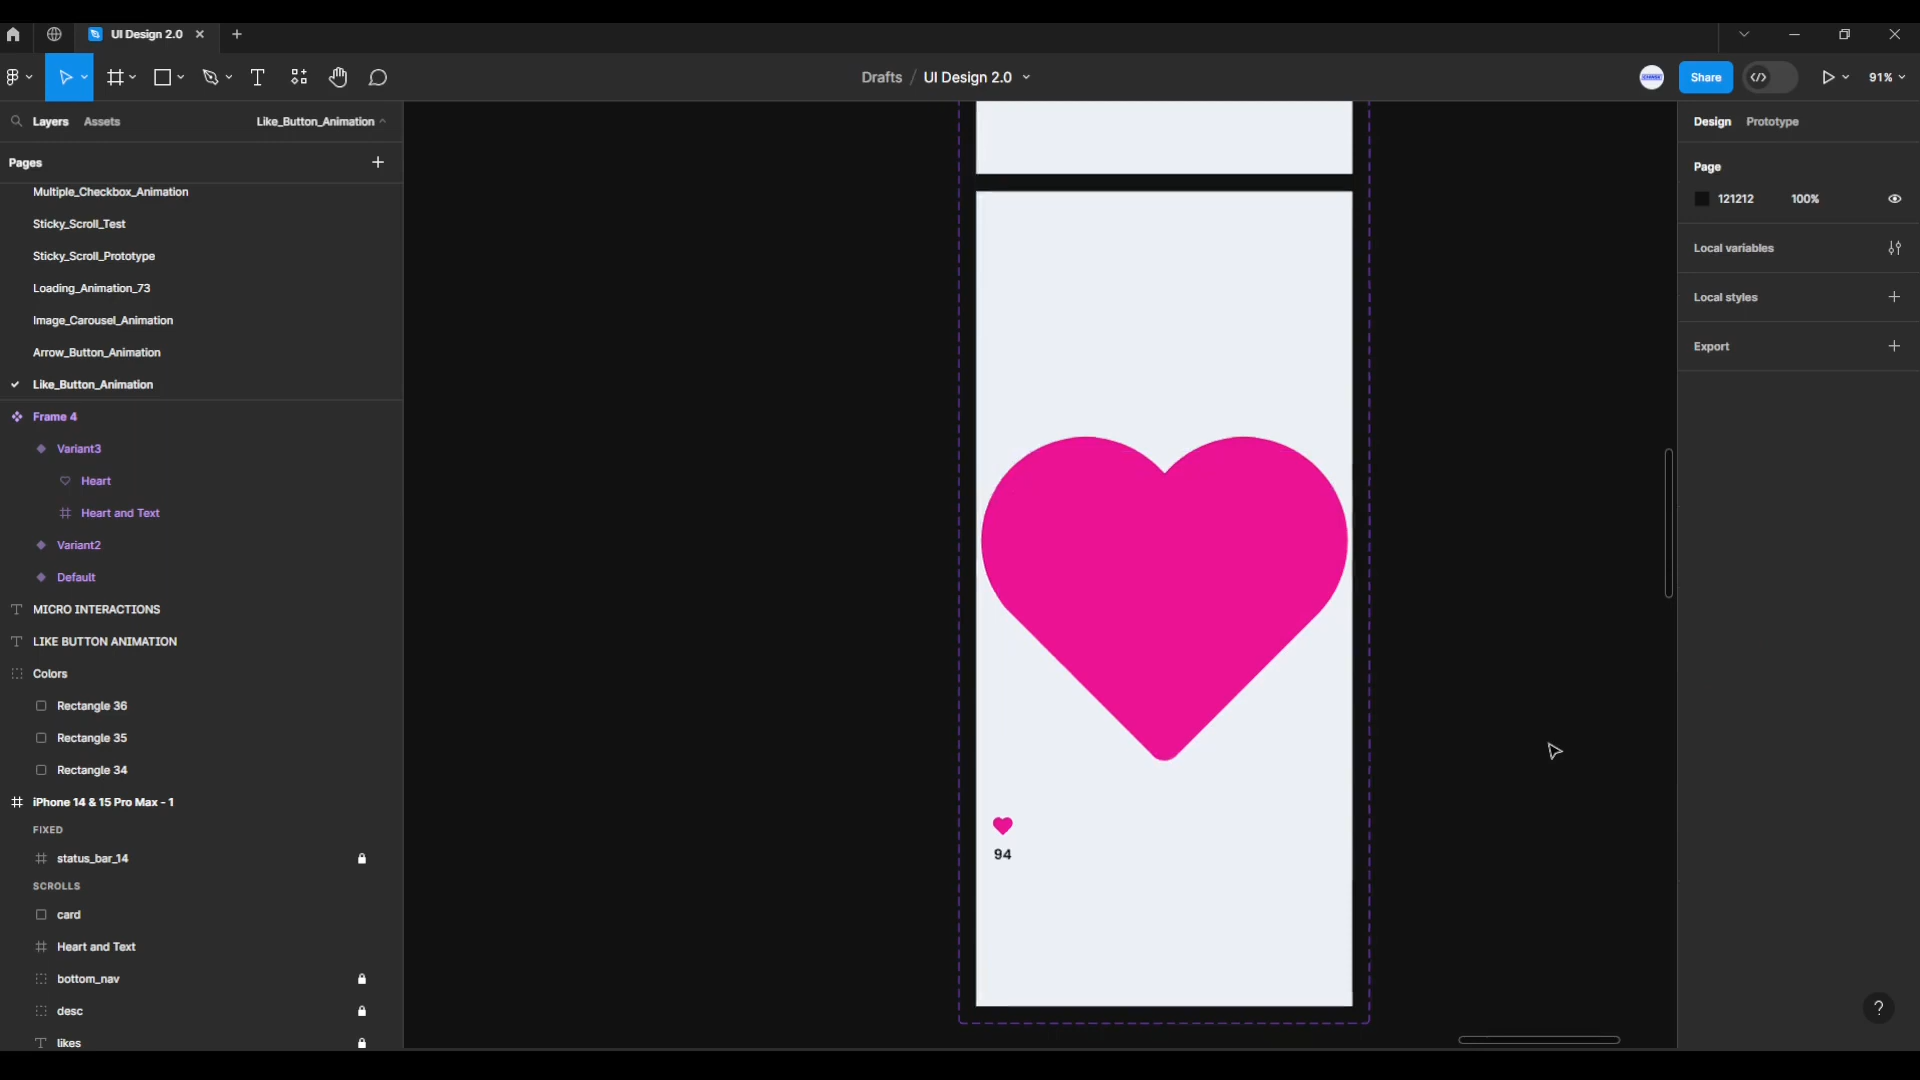 UI Design 2.0
Drafts / UI Design 2.0
Share
91%
Layers Assets Like_Button_Animation
Pages
Multiple_Checkbox_Animation
Sticky_Scroll_Test
Sticky_Scroll_Prototype
Loading_Animation_73
Image_Carousel_Animation
Arrow_Button_Animation
Like_Button_Animation
Frame 4
Variant3
Heart
Heart and Text
Variant2
Default
MICRO INTERACTIONS
LIKE BUTTON ANIMATION
Colors
Rectangle 36
Rectangle 35
Rectangle 34
iPhone 14 & 15 Pro Max - 1
FIXED
status_bar_14
SCROLLS
card
Heart and Text
bottom_nav
desc
likes
94
Design Prototype
Page
121212 100%
Local variables
Local styles
Export
?